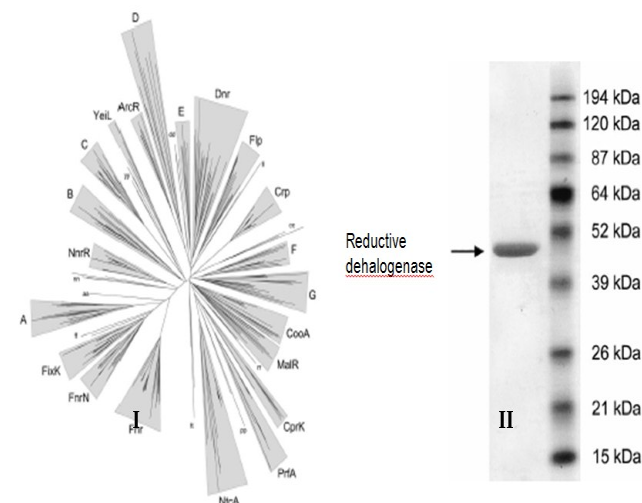 D
ArcR
YeiL
E
Dnr
C
Flp
B
Crp
NnrR
F
G
A
CooA
MalR
FixK
FnrN
I
Fnr
CprK
PrfA
NtcA
Reductive
dehalogenase
194 kDa
120 kDa
87 kDa
64 kDa
52 kDa
39 kDa
26 kDa
21 kDa
15 kDa
II